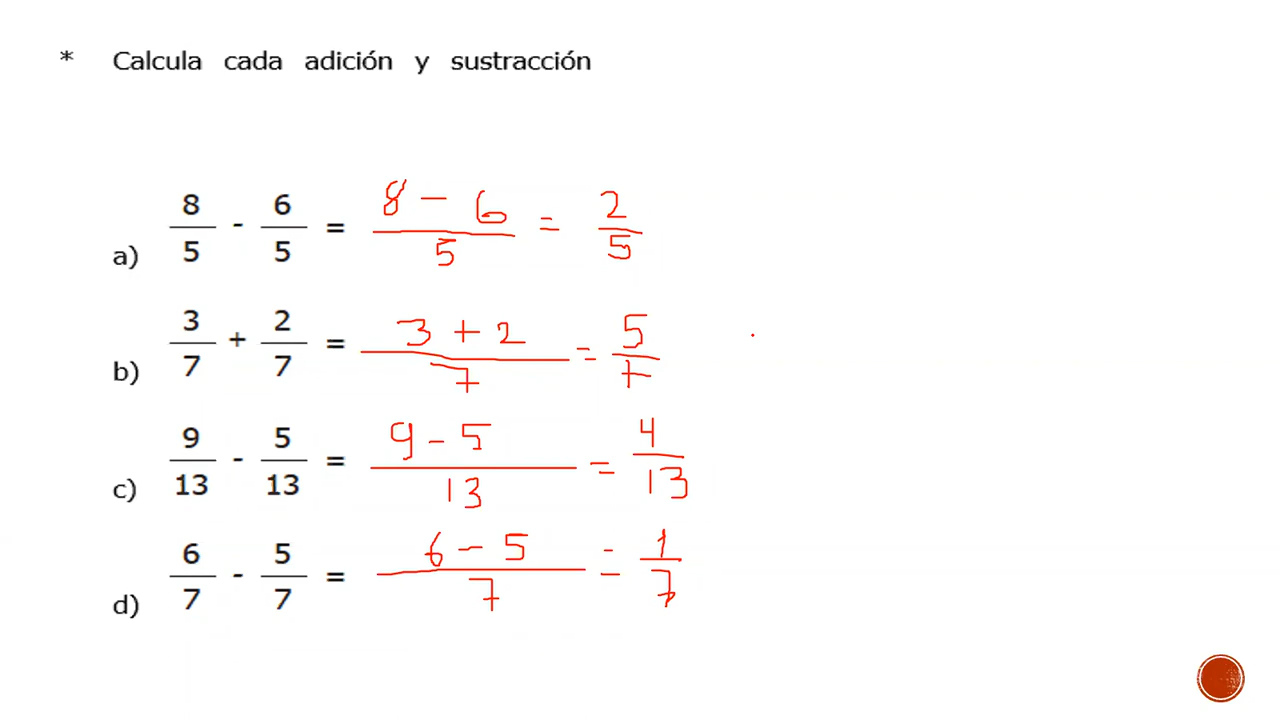 * Calcula cada adición y sustracción
a) 8/5 - 6/5 = 8 - 6/5 = 2/5
b) 3/7 + 2/7 = 3 + 2/7 = 5/7
c) 9/13 - 5/13 = 9 - 5/13 = 4/13
d) 6/7 - 5/7 = 6 - 5/7 = 1/7